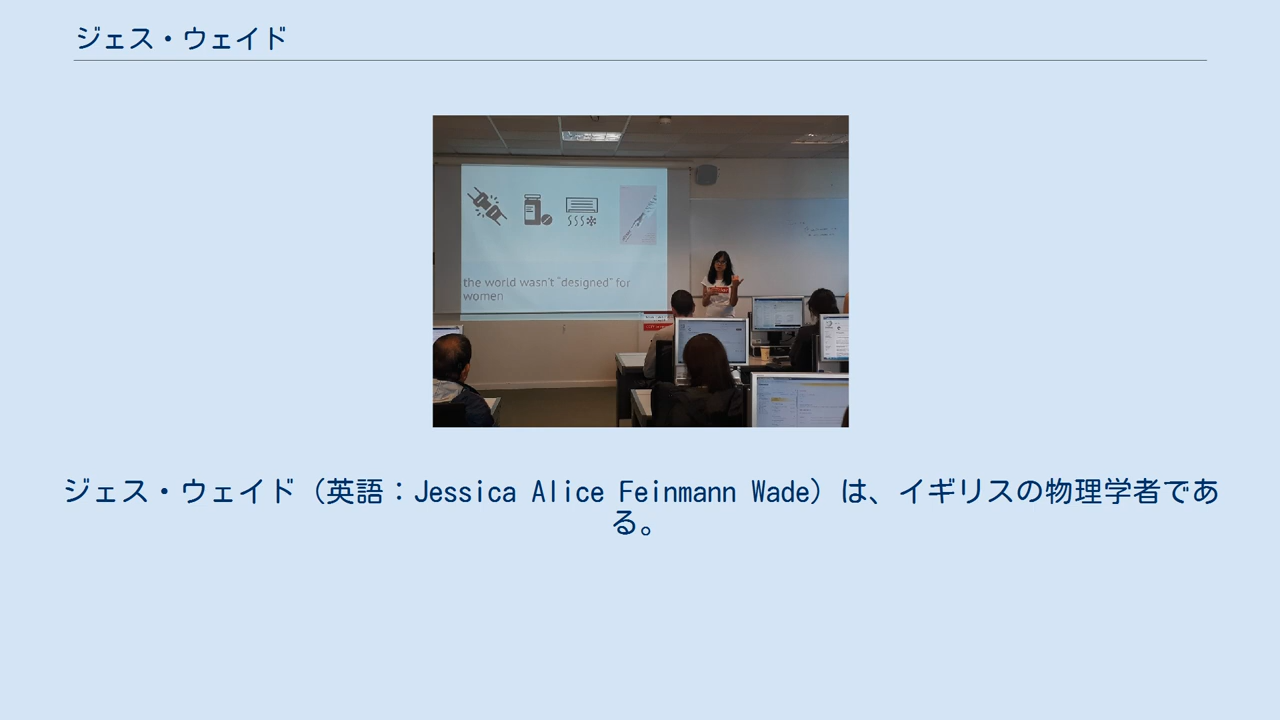 ジェス・ウェイド
the world wasn't "designed" for
women
ジェス・ウェイド（英語：Jessica Alice Feinmann Wade）は、イギリスの物理学者であ
る。